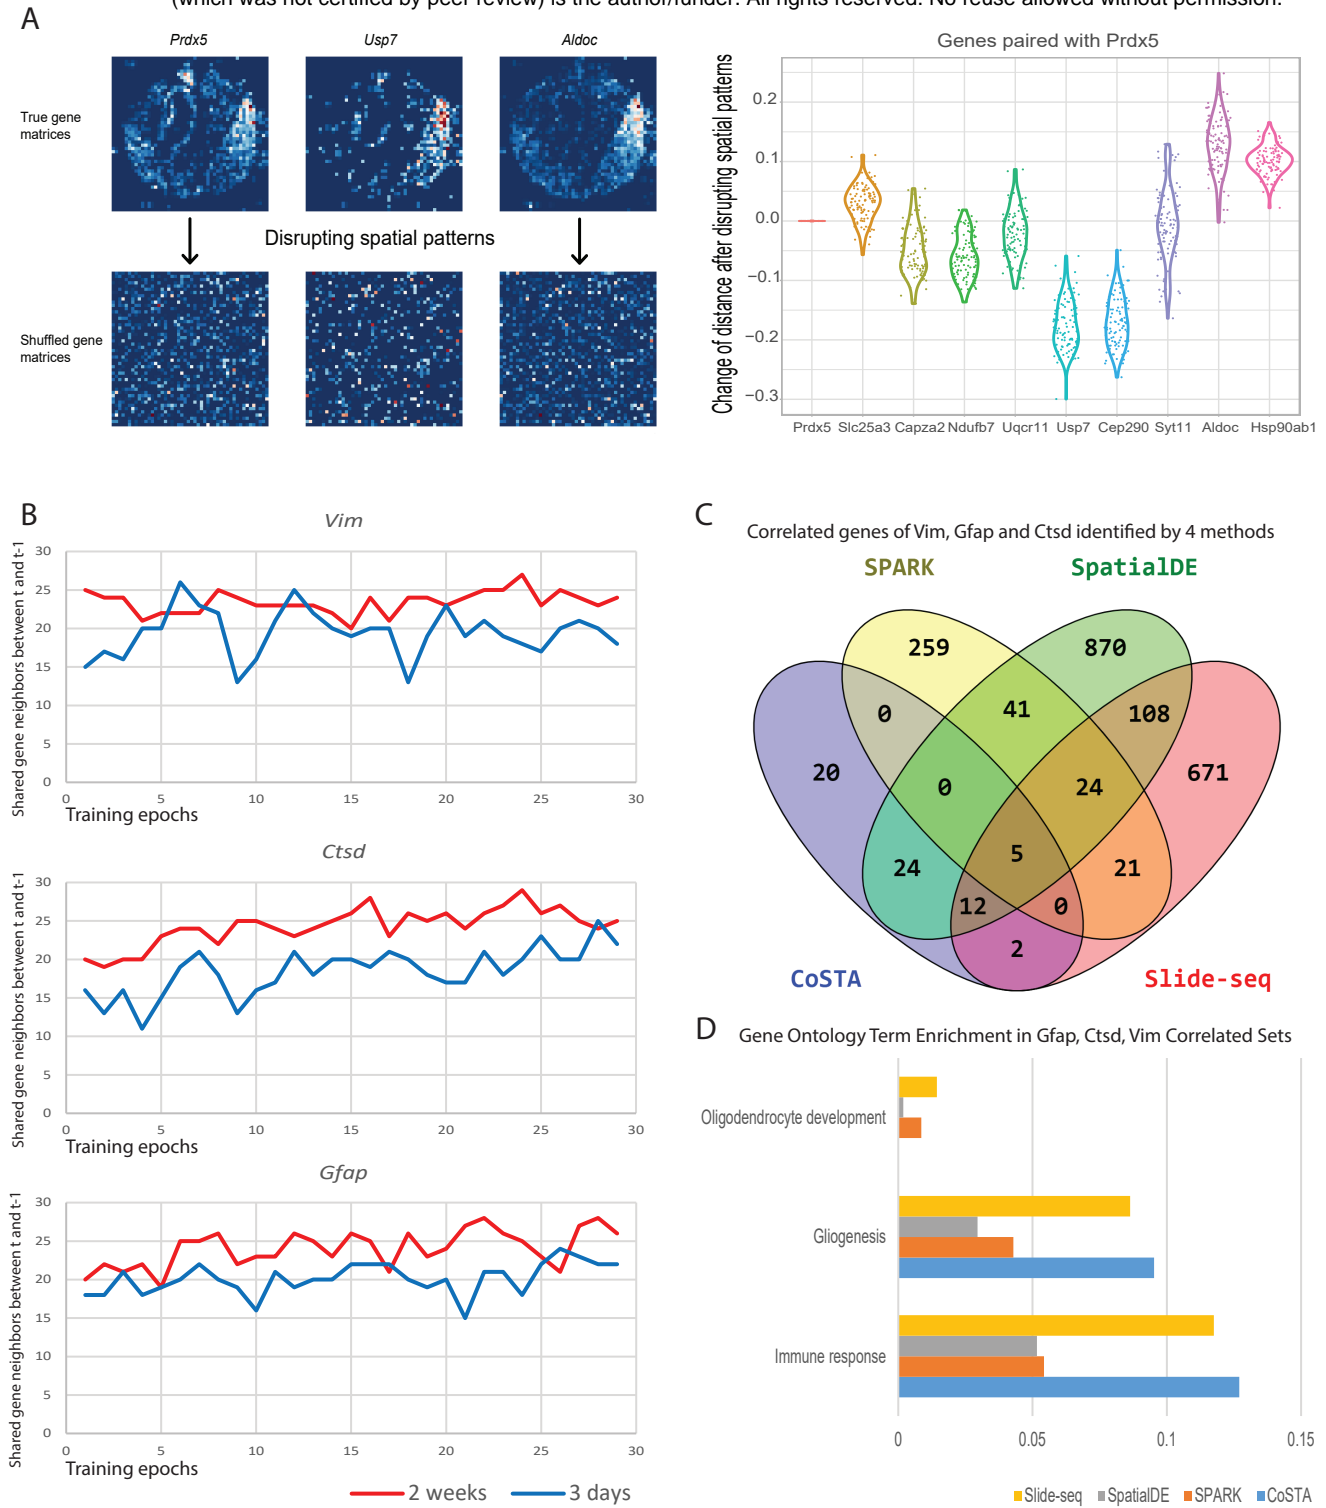 (which was not certified by peer review) is the author/funder. All rights reserved. No reuse allowed without permission.
A
Prdx5 Usp7 Aldoc
True gene
matrices
Disrupting spatial patterns
Shuffled gene
matrices
Genes paired with Prdx5
Change of distance after disrupting spatial patterns
0.2
0.1
0.0
−0.1
−0.2
−0.3
Prdx5 Slc25a3 Capza2 Ndufb7 Uqcr11 Usp7 Cep290 Syt11 Aldoc Hsp90ab1
B
Vim
Shared gene neighbors between t and t-1
30
25
20
15
10
5
0
0 5 10 15 20 25 30
Training epochs
Ctsd
Shared gene neighbors between t and t-1
30
25
20
15
10
5
0
0 5 10 15 20 25 30
Training epochs
Gfap
Shared gene neighbors between t and t-1
30
25
20
15
10
5
0
0 5 10 15 20 25 30
Training epochs
2 weeks 3 days
C
Correlated genes of Vim, Gfap and Ctsd identified by 4 methods
SPARK SpatialDE
259 870
0 41 108
20 0 24 671
24 5 21
12 0
2
CoSTA Slide-seq
D
Gene Ontology Term Enrichment in Gfap, Ctsd, Vim Correlated Sets
Oligodendrocyte development
Gliogenesis
Immune response
0 0.05 0.1 0.15
Slide-seq SpatialDE SPARK CoSTA